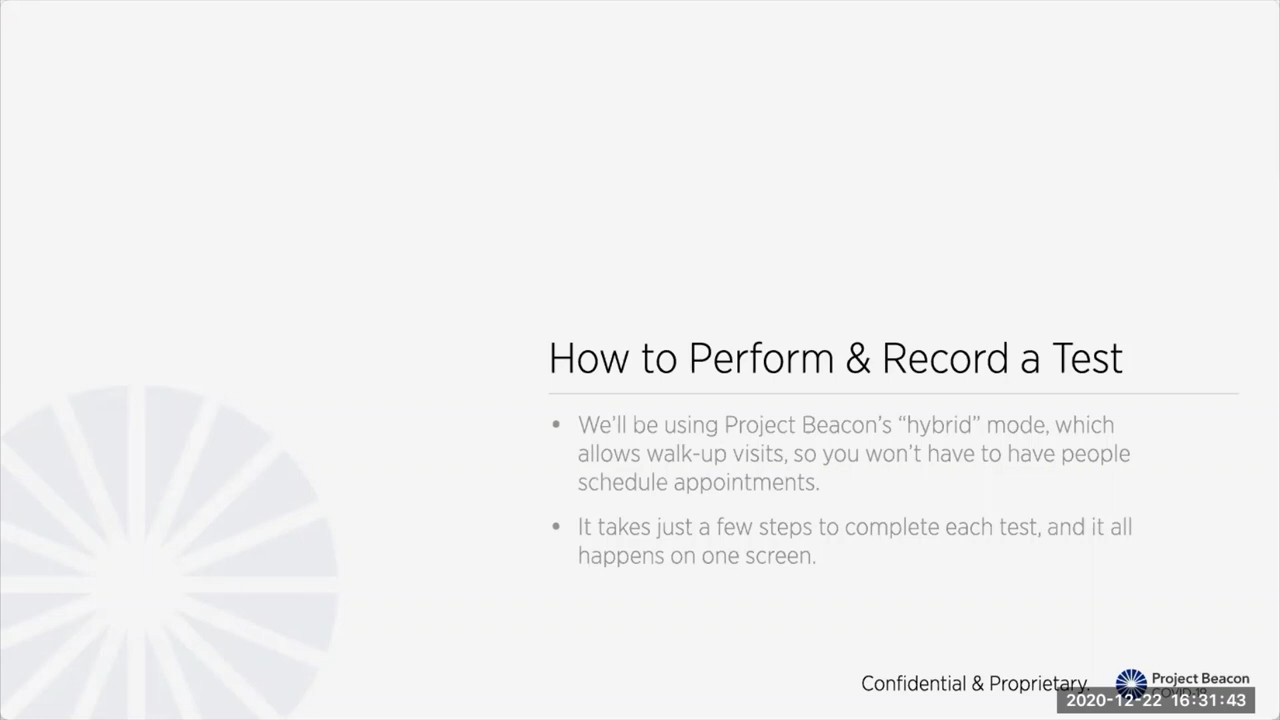 How to Perform & Record a Test
• We’ll be using Project Beacon’s “hybrid” mode, which
allows walk-up visits, so you won’t have to have people
schedule appointments.
• It takes just a few steps to complete each test, and it all
happens on one screen.
Confidential & Proprietary.
Project Beacon
COVID-19
2020-12-22 16:31:43